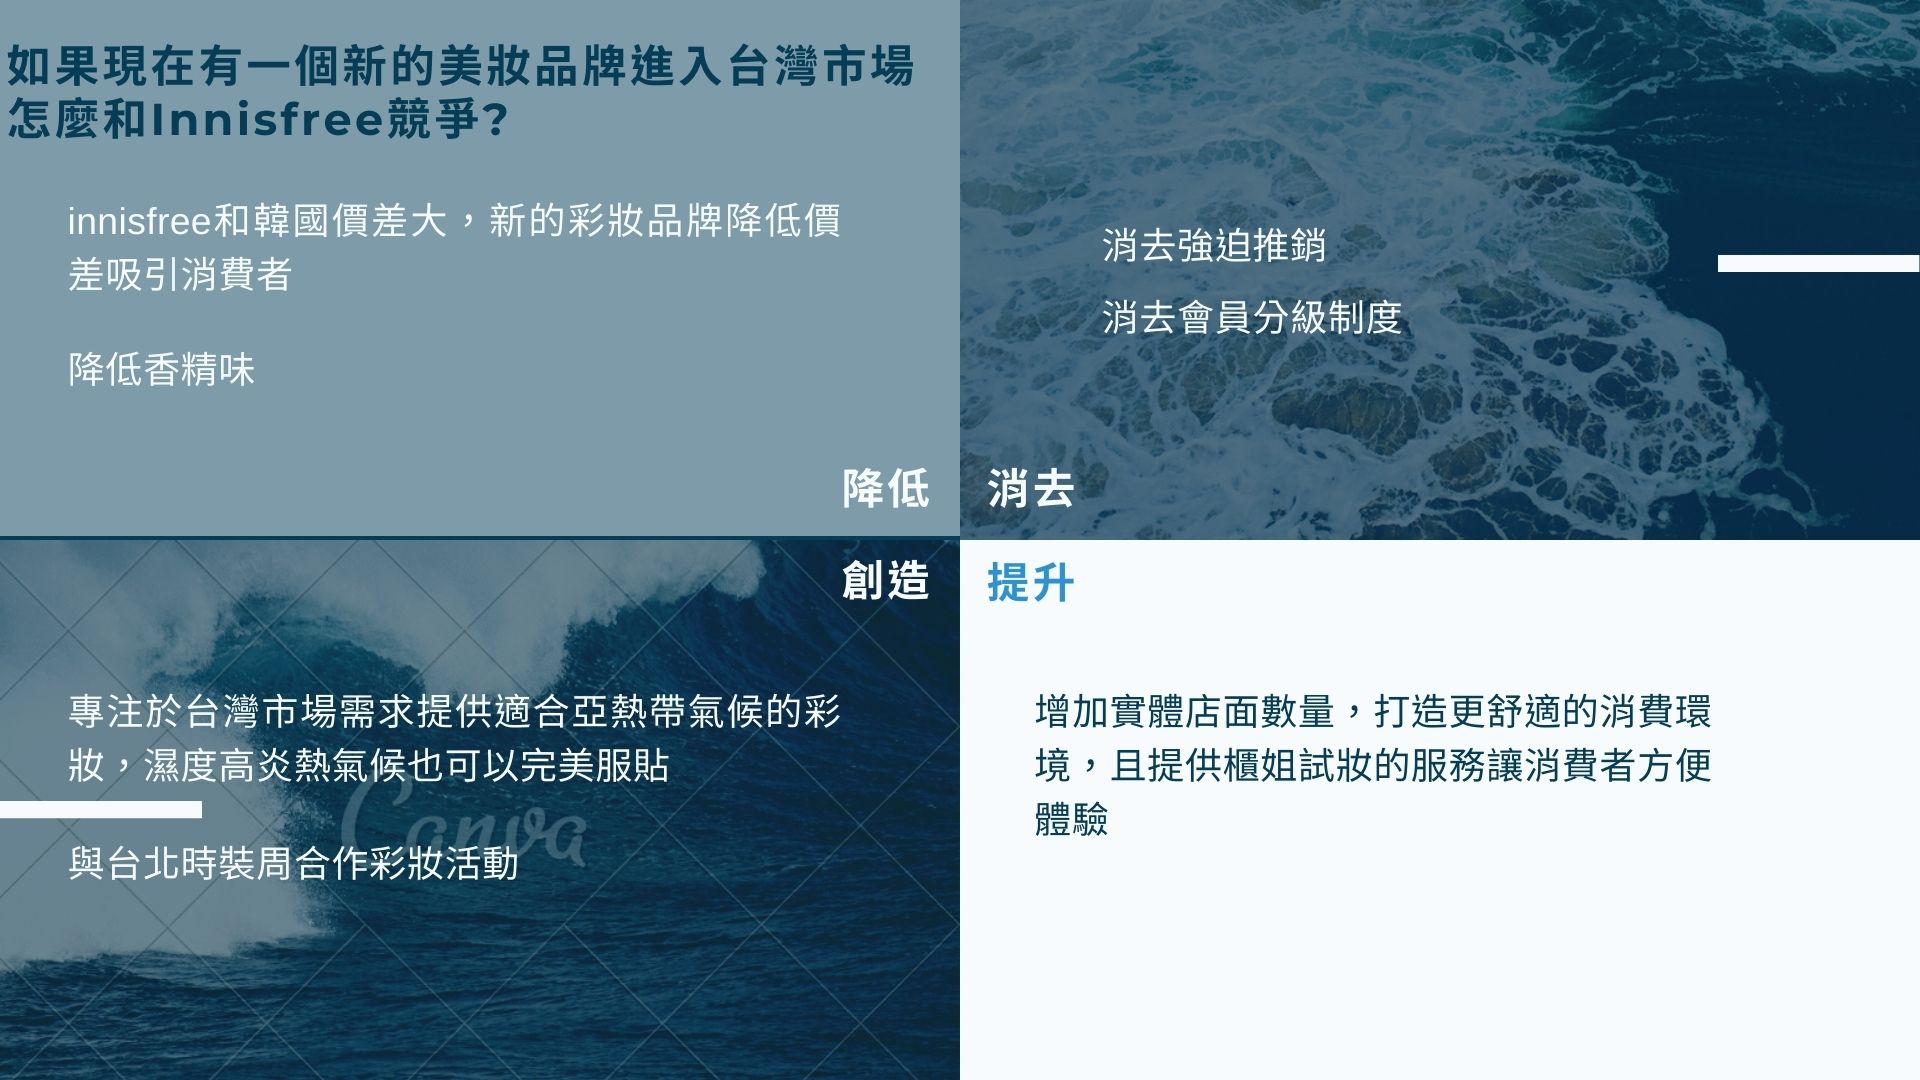 如果現在有一個新的美妝品牌進入台灣市場
怎麼和Innisfree競爭?
innisfree和韓國價差大，新的彩妝品牌降低價
差吸引消費者
降低香精味
降低
消去強迫推銷
消去會員分級制度
消去
創造
專注於台灣市場需求提供適合亞熱帶氣候的彩
妝，濕度高炎熱氣候也可以完美服貼
Canva
與台北時裝周合作彩妝活動
提升
增加實體店面數量，打造更舒適的消費環
境，且提供櫃姐試妝的服務讓消費者方便
體驗